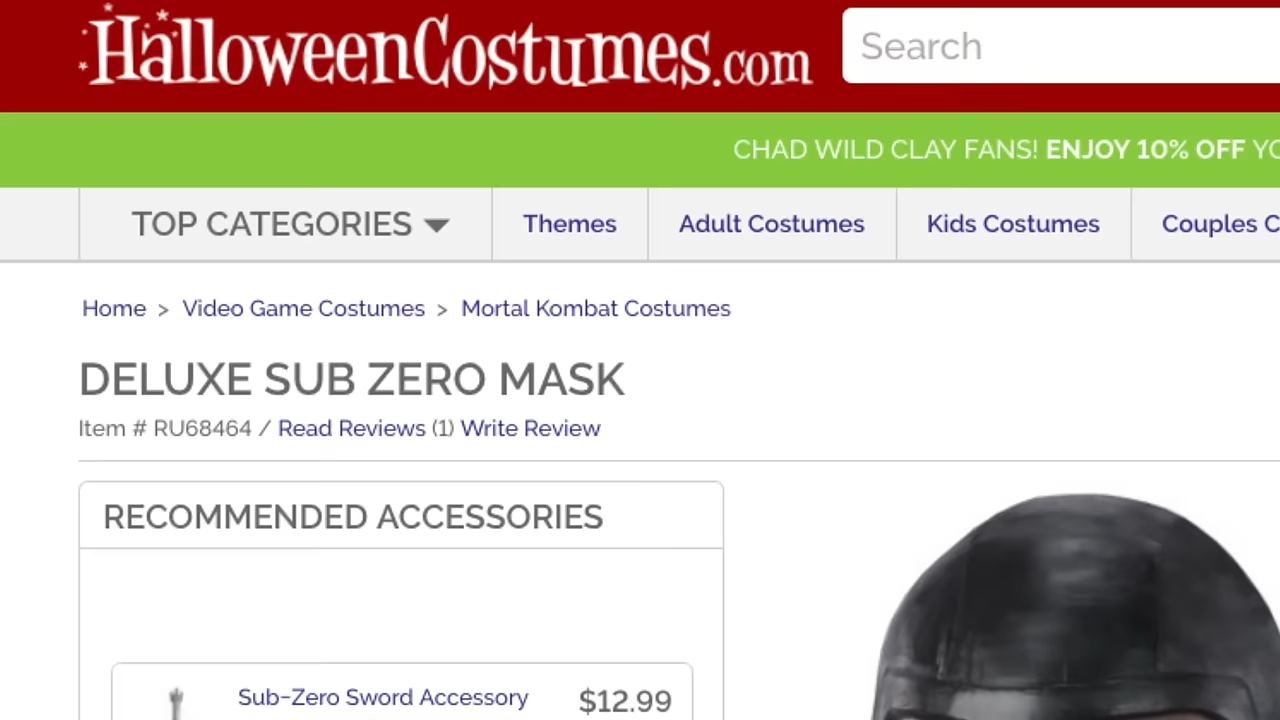 HalloweenCostumes.com
Search
CHAD WILD CLAY FANS! ENJOY 10% OFF YO
TOP CATEGORIES
Themes
Adult Costumes
Kids Costumes
Couples C
Home > Video Game Costumes > Mortal Kombat Costumes
DELUXE SUB ZERO MASK
Item # RU68464 / Read Reviews (1) Write Review
RECOMMENDED ACCESSORIES
Sub-Zero Sword Accessory
$12.99